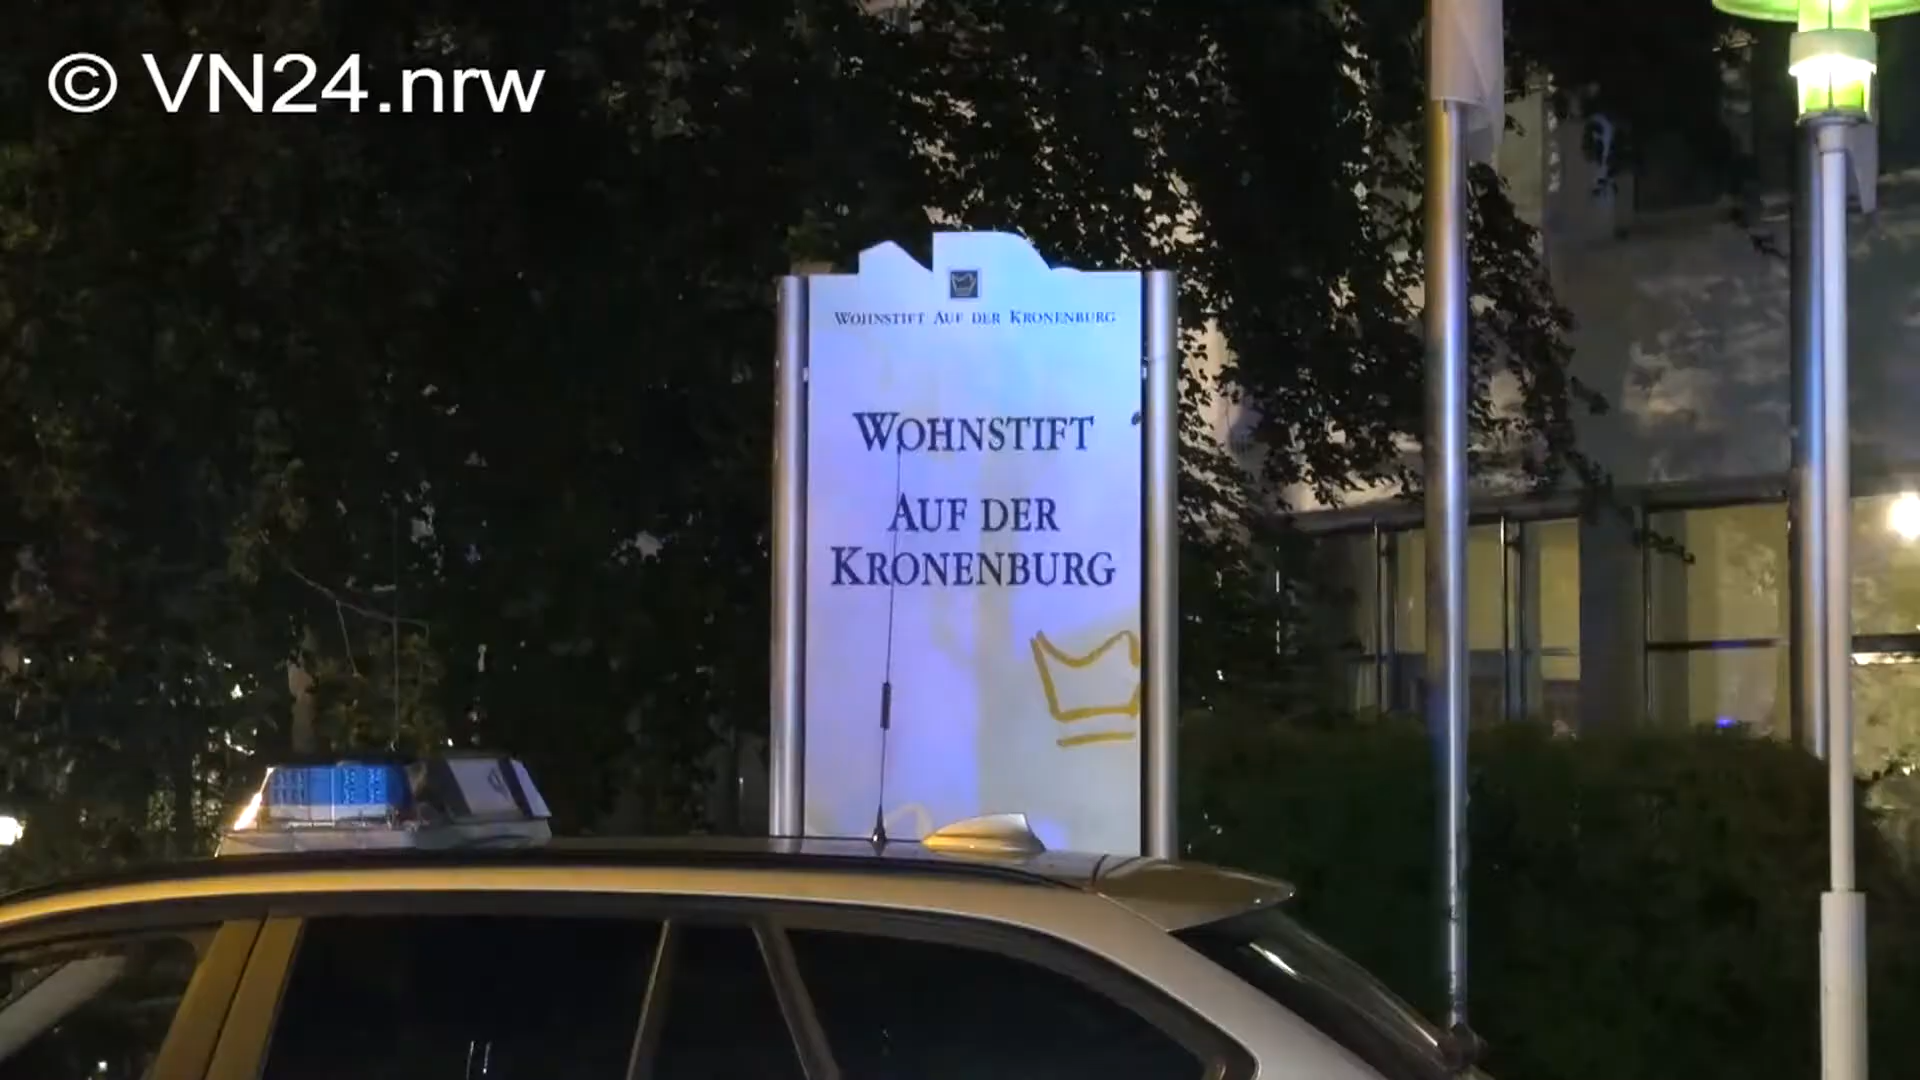 © VN24.nrw
WOHNSTIFT AUF DER KRONENBURG
WOHNSTIFT
AUF DER
KRONENBURG